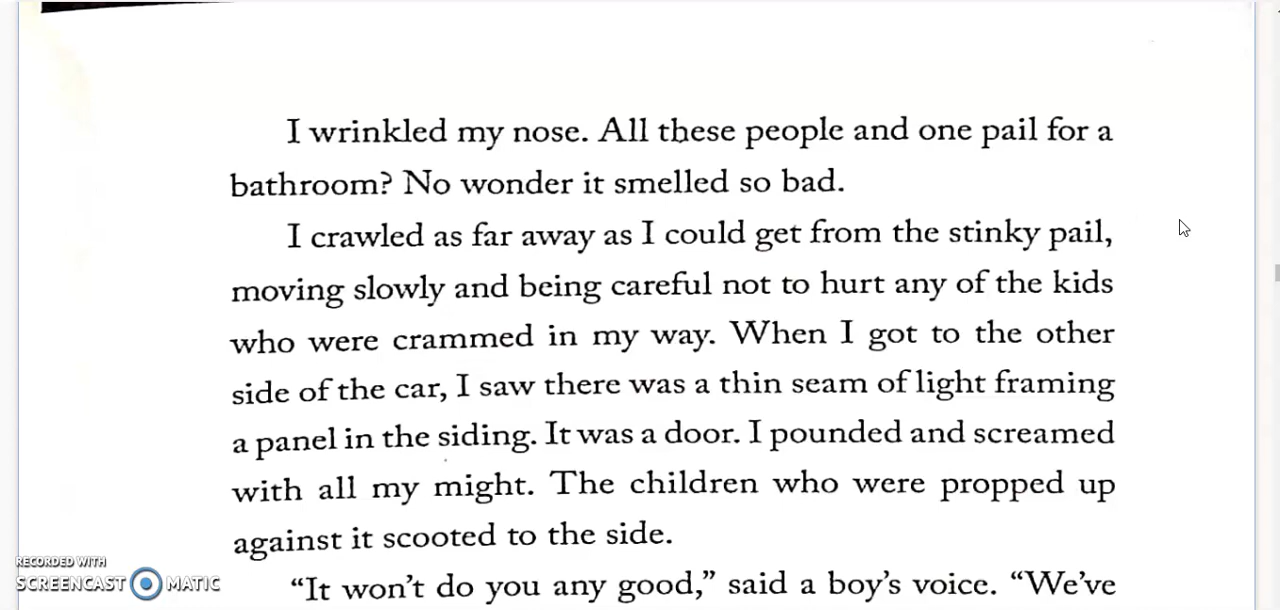 I wrinkled my nose. All these people and one pail for a
bathroom? No wonder it smelled so bad.
I crawled as far away as I could get from the stinky pail,
moving slowly and being careful not to hurt any of the kids
who were crammed in my way. When I got to the other
side of the car, I saw there was a thin seam of light framing
a panel in the siding. It was a door. I pounded and screamed
with all my might. The children who were propped up
against it scooted to the side.
“It won’t do you any good,” said a boy’s voice. “We’ve
RECORDED WITH
SCREENCAST MATIC